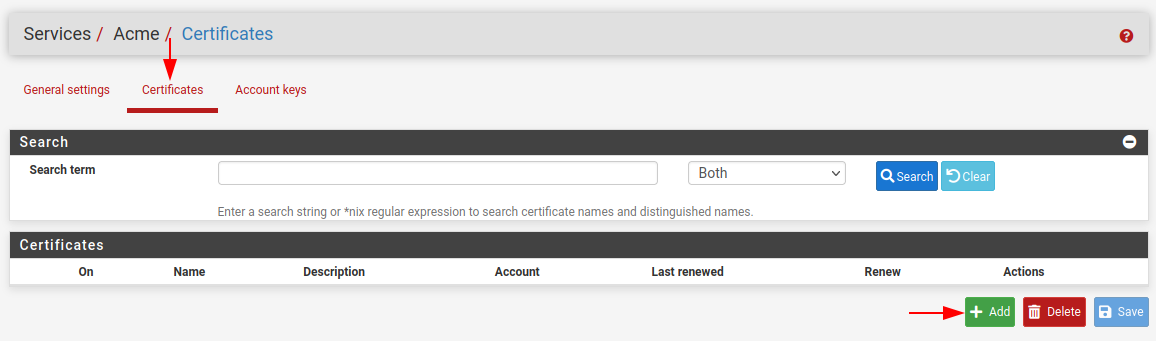 Services / Acme / Certificates
General settings Certificates Account keys
Search
Search term Both Search Clear
Enter a search string or *nix regular expression to search certificate names and distinguished names.
Certificates
On Name Description Account Last renewed Renew Actions
Add Delete Save